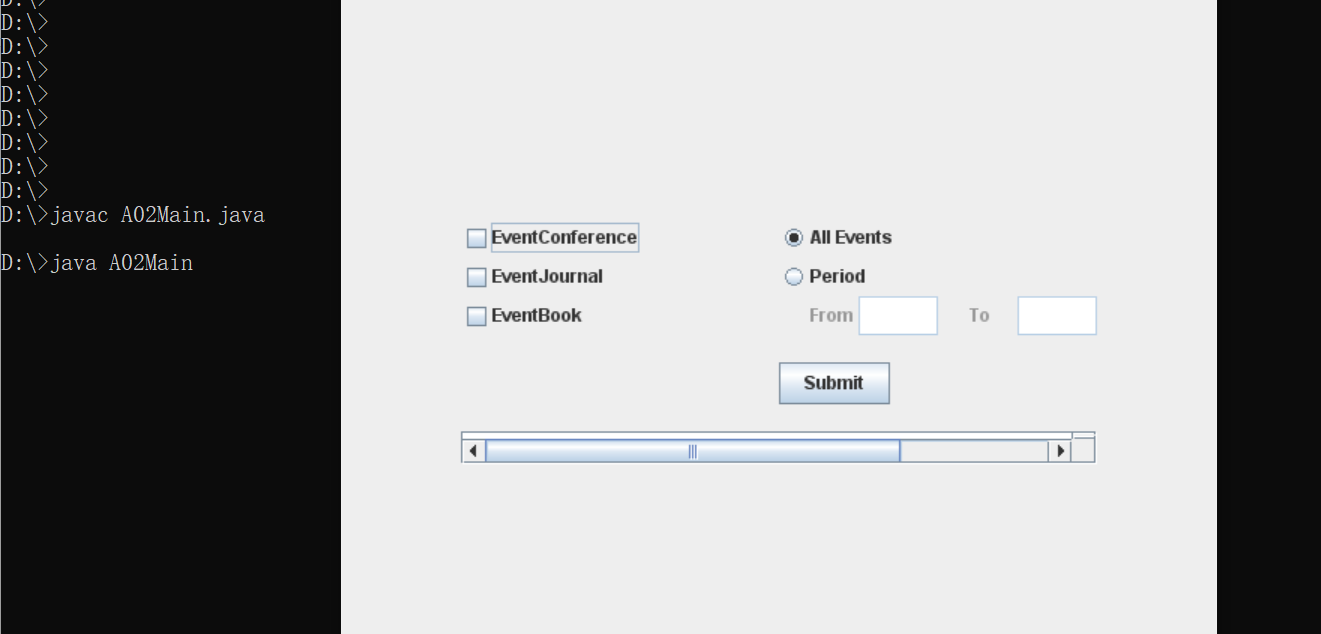 D:\>
D:\>
D:\>
D:\>
D:\>
D:\>
D:\>
D:\>
D:\>
D:\>javac A02Main.java
D:\>java A02Main
EventConference
All Events
EventJournal
Period
EventBook
From
To
Submit